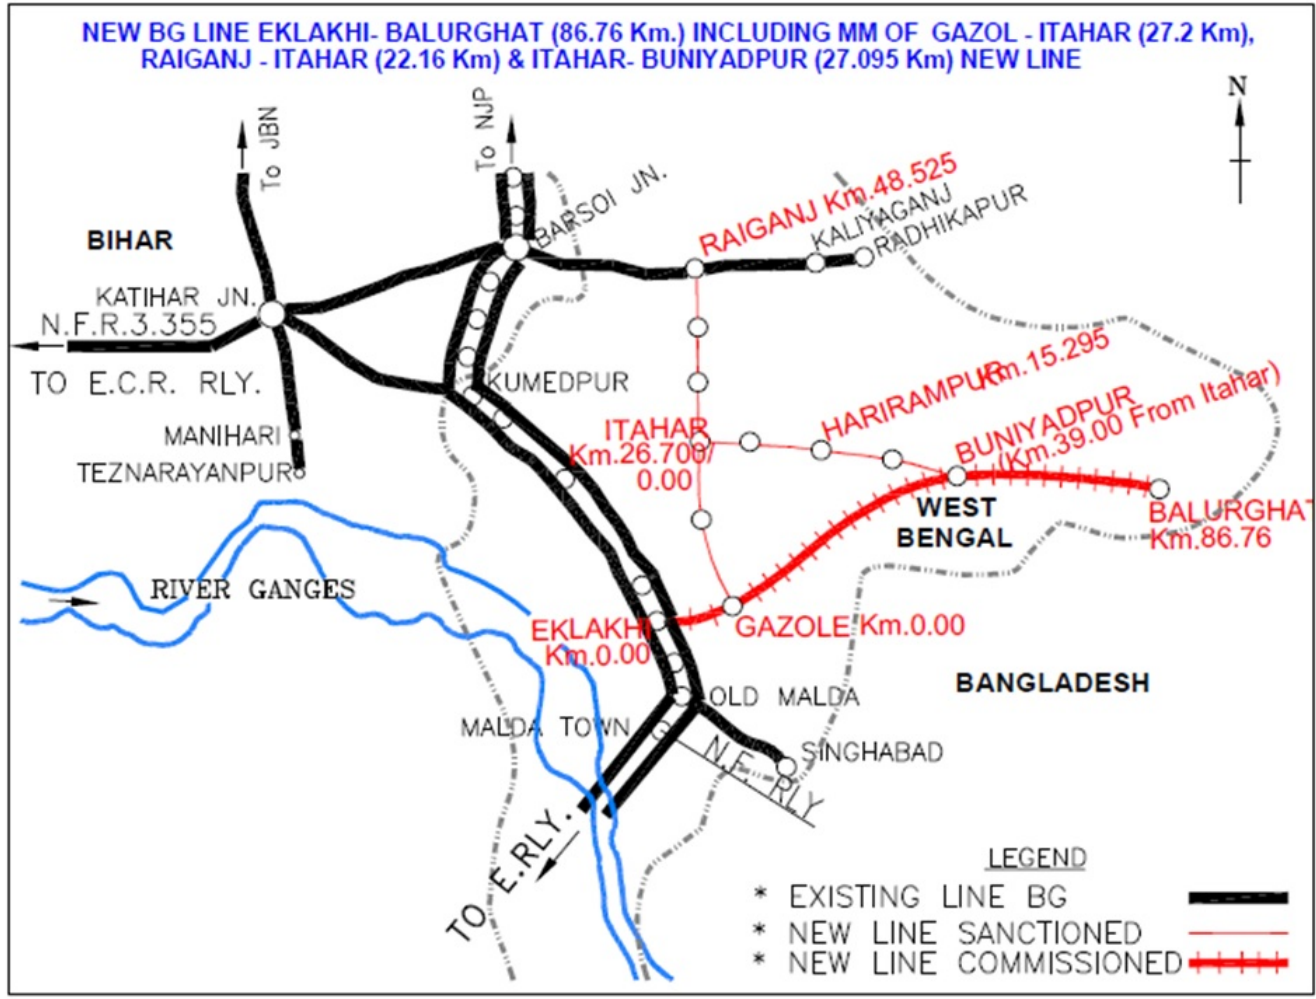 NEW BG LINE EKLAKHI- BALURGHAT (86.76 Km.) INCLUDING MM OF GAZOL - ITAHAR (27.2 Km),
RAIGANJ - ITAHAR (22.16 Km) & ITAHAR- BUNIYADPUR (27.095 Km) NEW LINE
N
To JBN
To NJP
BARSOI JN.
RAIGANJ Km.48.525
KALIYAGANJ
RADHIKAPUR
BIHAR
KATIHAR JN.
N.F.R.3.355
TO E.C.R. RLY.
KUMEDPUR
MANIHARI
TEZNARAYANPUR
ITAHAR
Km.26.700/
0.00
HARIRAMPUR Km.15.295
BUNIYADPUR
(Km.39.00 From Itahar)
WEST
BENGAL
BALURGHAT
Km.86.76
RIVER GANGES
EKLAKHI
Km.0.00
GAZOLE Km.0.00
BANGLADESH
OLD MALDA
MALDA TOWN
SINGHABAD
N.F. RLY
TO E.RLY.
LEGEND
* EXISTING LINE BG
* NEW LINE SANCTIONED
* NEW LINE COMMISSIONED